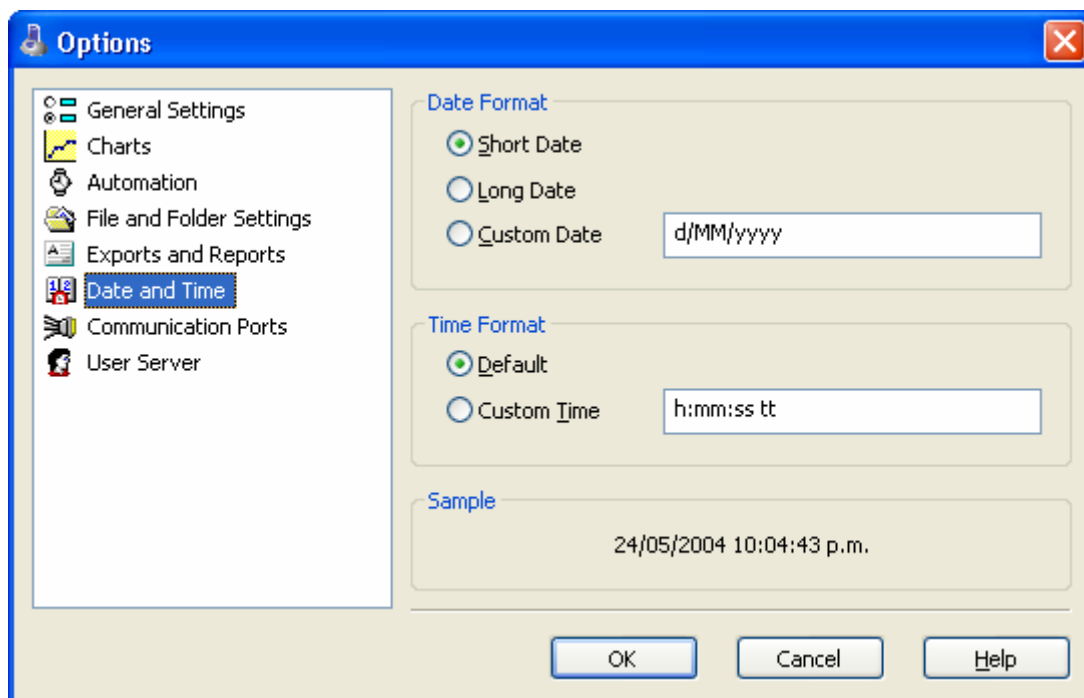 Options
General Settings
Charts
Automation
File and Folder Settings
Exports and Reports
Date and Time
Communication Ports
User Server
Date Format
Short Date
Long Date
Custom Date
d/MM/yyyy
Time Format
Default
Custom Time
h:mm:ss tt
Sample
24/05/2004 10:04:43 p.m.
OK
Cancel
Help